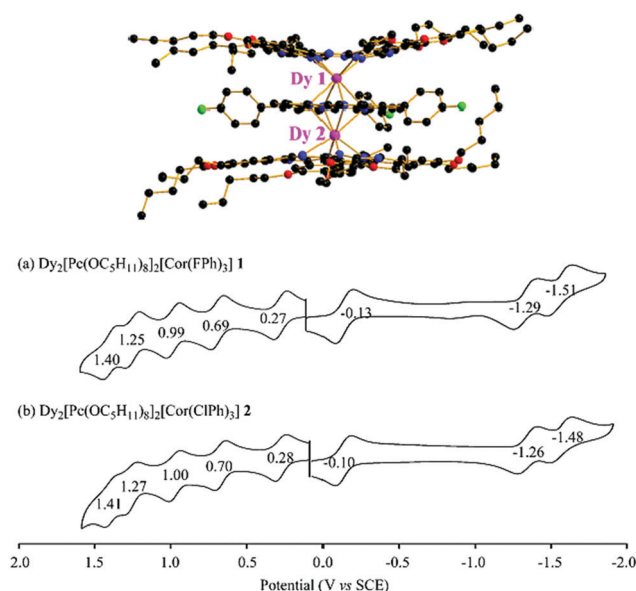 Dy 1
Dy 2
(a) Dy₂[Pc(OC₅H₁₁)₈]₂[Cor(FPh)₃] 1
1.40 1.25 0.99 0.69 0.27 -0.13 -1.29 -1.51
(b) Dy₂[Pc(OC₅H₁₁)₈]₂[Cor(ClPh)₃] 2
1.41 1.27 1.00 0.70 0.28 -0.10 -1.26 -1.48
2.0 1.5 1.0 0.5 0.0 -0.5 -1.0 -1.5 -2.0
Potential (V vs SCE)